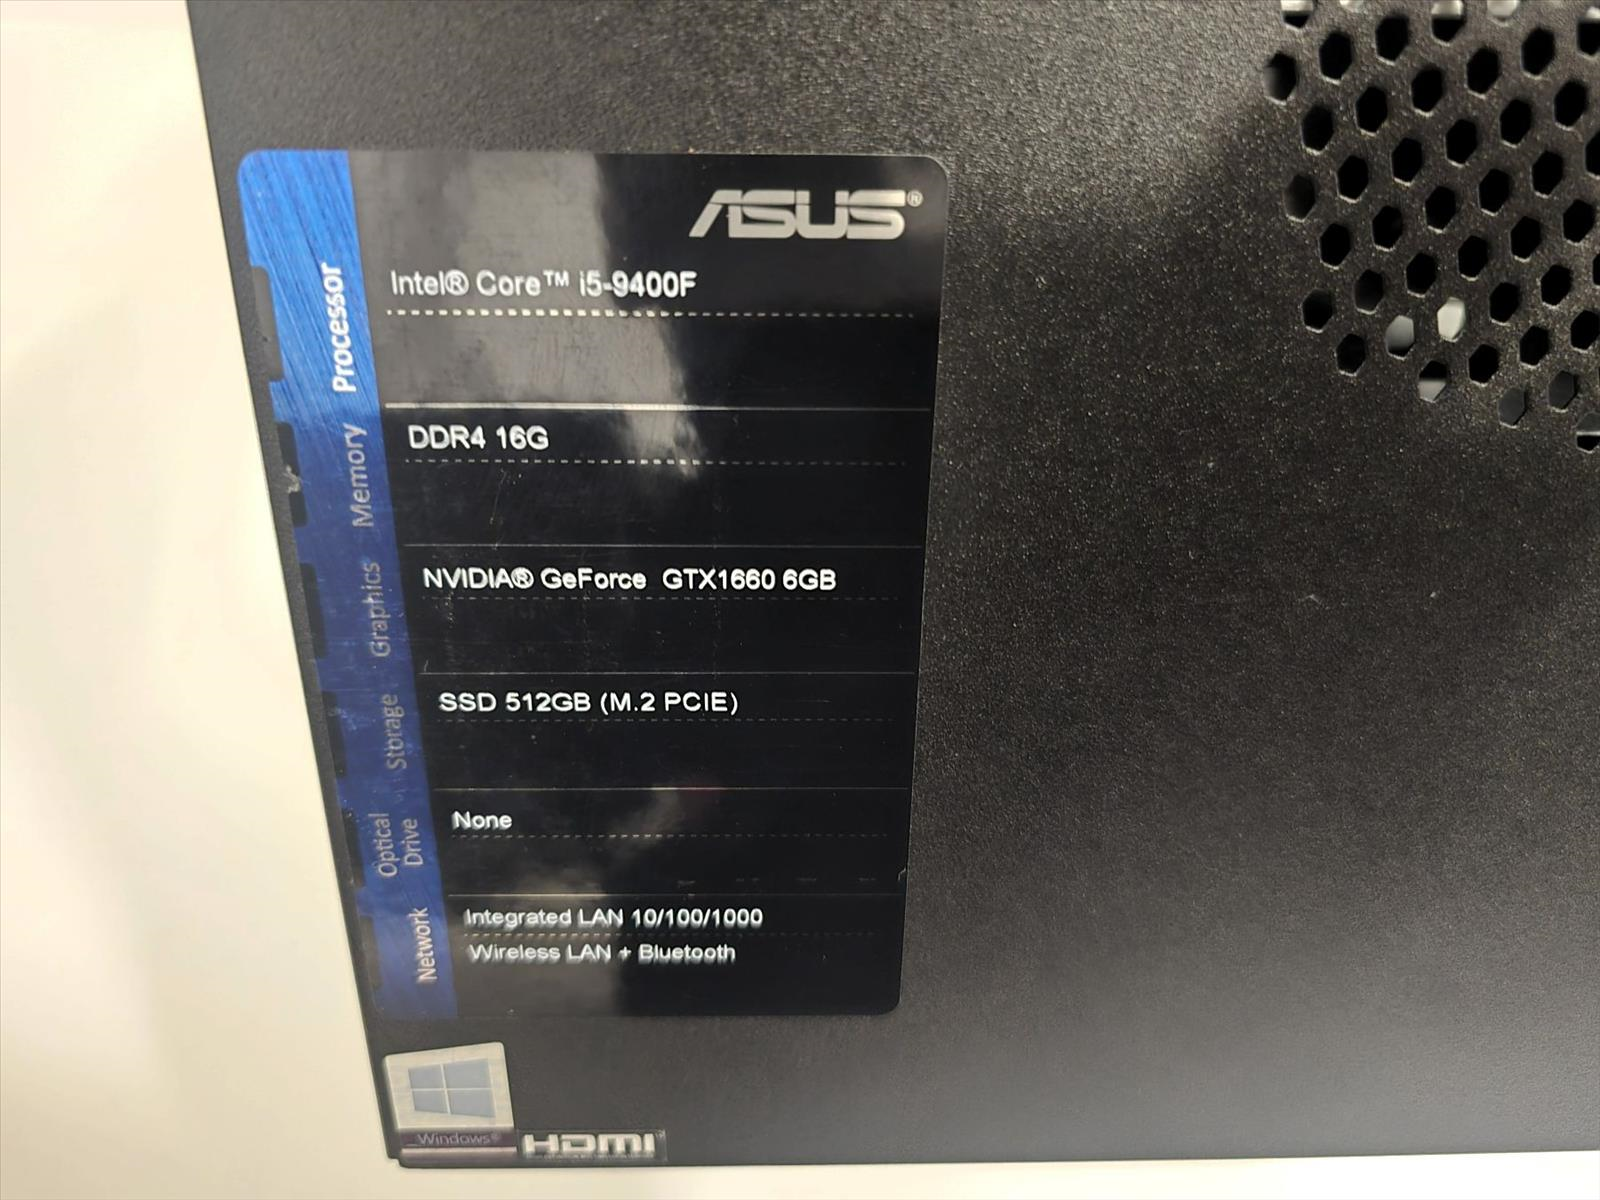 ASUS®
Processor
Intel® Core™ i5-9400F
Memory
DDR4 16G
Graphics
NVIDIA® GeForce GTX1660 6GB
Storage
SSD 512GB (M.2 PCIE)
Optical
Drive
None
Network
Integrated LAN 10/100/1000
Wireless LAN + Bluetooth
Windows®
HDMI